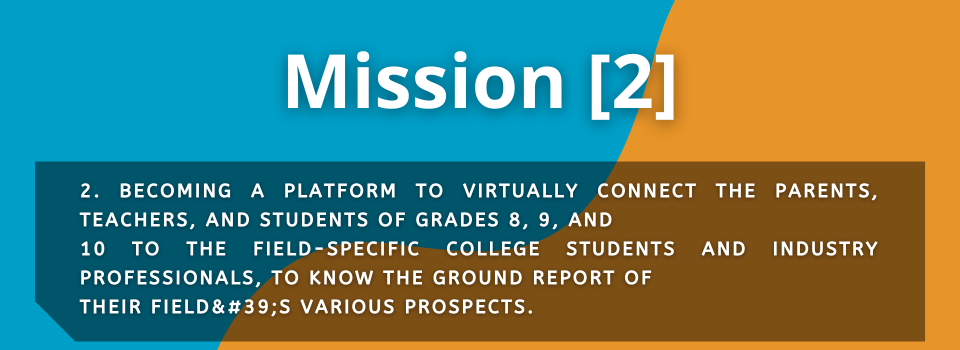 Mission [2]
2. BECOMING A PLATFORM TO VIRTUALLY CONNECT THE PARENTS,
TEACHERS, AND STUDENTS OF GRADES 8, 9, AND
10 TO THE FIELD-SPECIFIC COLLEGE STUDENTS AND INDUSTRY
PROFESSIONALS, TO KNOW THE GROUND REPORT OF
THEIR FIELD&#39;S VARIOUS PROSPECTS.